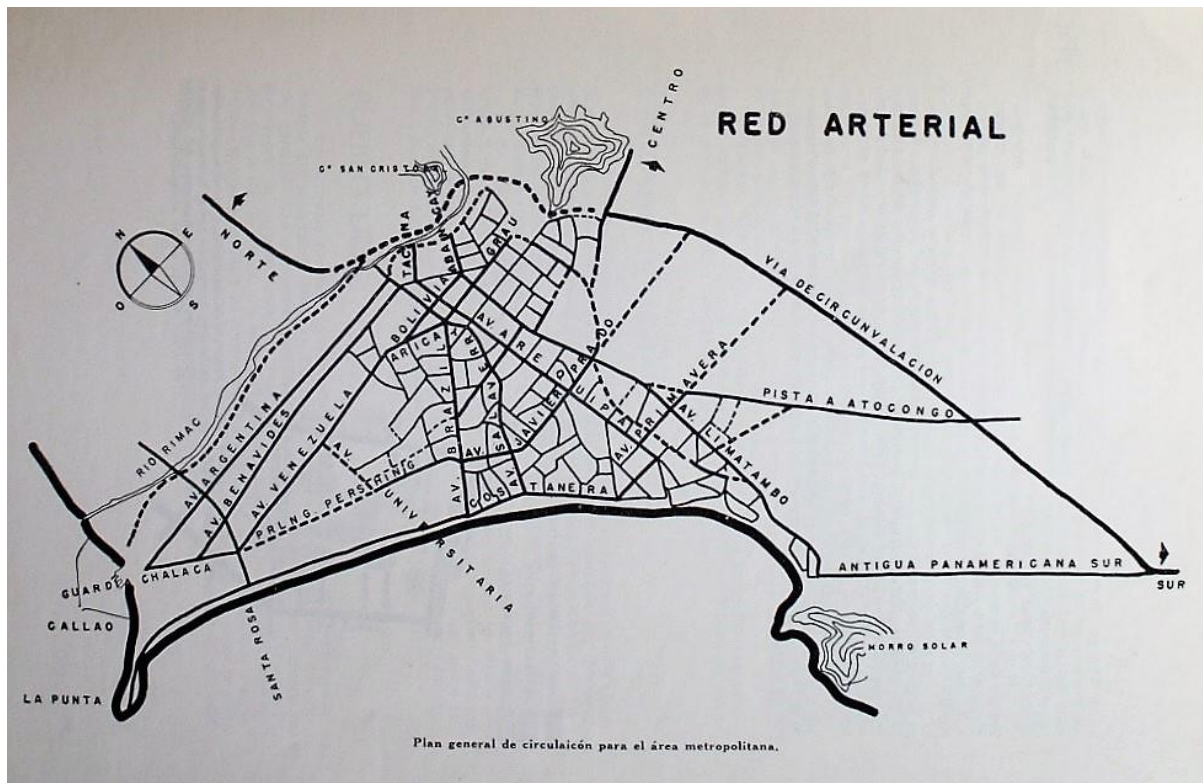 RED ARTERIAL
Cº AGUSTINO
CENTRO
Cº SAN CRISTOBAL
NORTE
N
E
O
S
TACNA
ABANCAY
GRAU
BOLIVIA
VIA DE CIRCUNVALACION
AV. AREQUIPA
ARICA
AV. BRAZIL
AV. SALAVERRY
AV. JAVIER PRADO
AV. PRIMAVERA
PISTA A ATOCONGO
AV. LIMATAMBO
RIO RIMAC
AV. ARGENTINA
AV. BENAVIDES
AV. VENEZUELA
AV. UNIVERSITARIA
PRLNG. PERSHING
COSTANERA
ANTIGUA PANAMERICANA SUR
SUR
GUARDIA CHALACA
CALLAO
SANTA ROSA
LA PUNTA
MORRO SOLAR
Plan general de circulaicón para el área metropolitana.